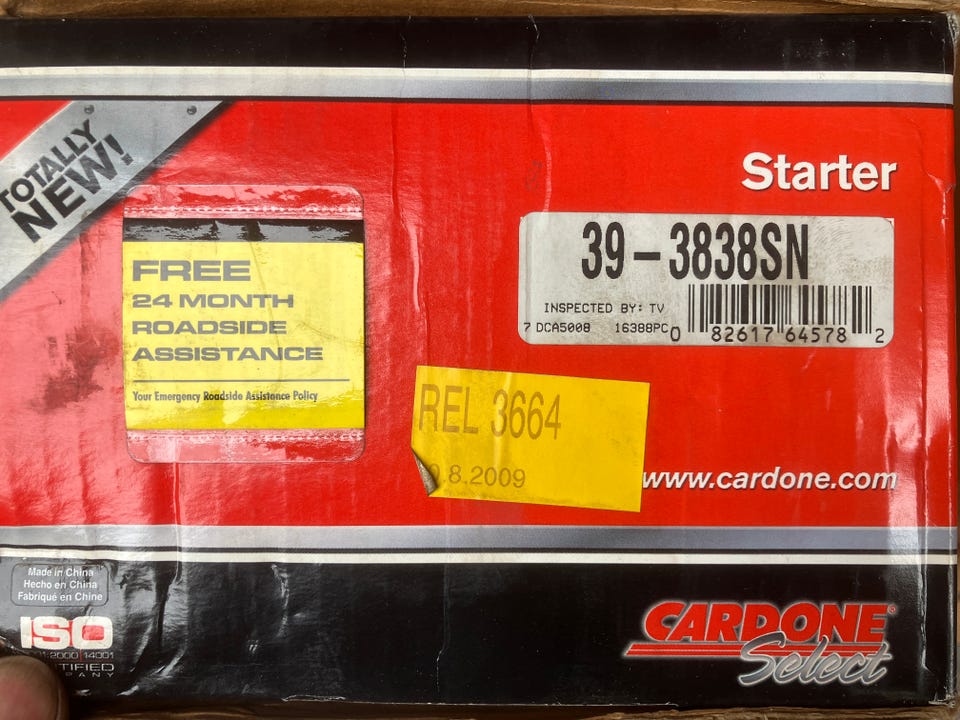 TOTALLY
NEW!
Starter
39-3838SN
INSPECTED BY: TV
7 DCA5008 16388PC
0 82617 64578 2
FREE
24 MONTH
ROADSIDE
ASSISTANCE
Your Emergency Roadside Assistance Policy
REL 3664
.8.2009
www.cardone.com
Made in China
Hecho en China
Fabriqué en Chine
ISO
:2000 14001
CARDONE®
Select